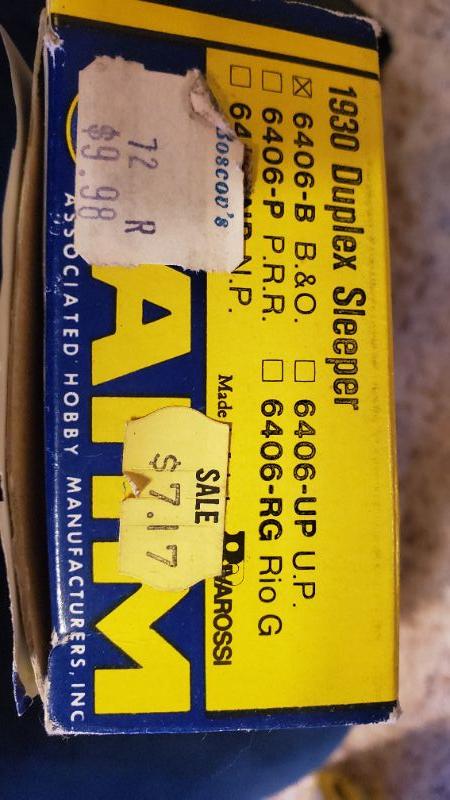 1930 Duplex Sleeper
☒ 6406-B B.&O. ☐ 6406-UP U.P.
☐ 6406-P P.R.R. ☐ 6406-RG Rio G
☐ 64 N.P.
Made
AHM
ASSOCIATED HOBBY MANUFACTURERS, INC.
Boscov's
72 R
$9.98
SALE
$7.17